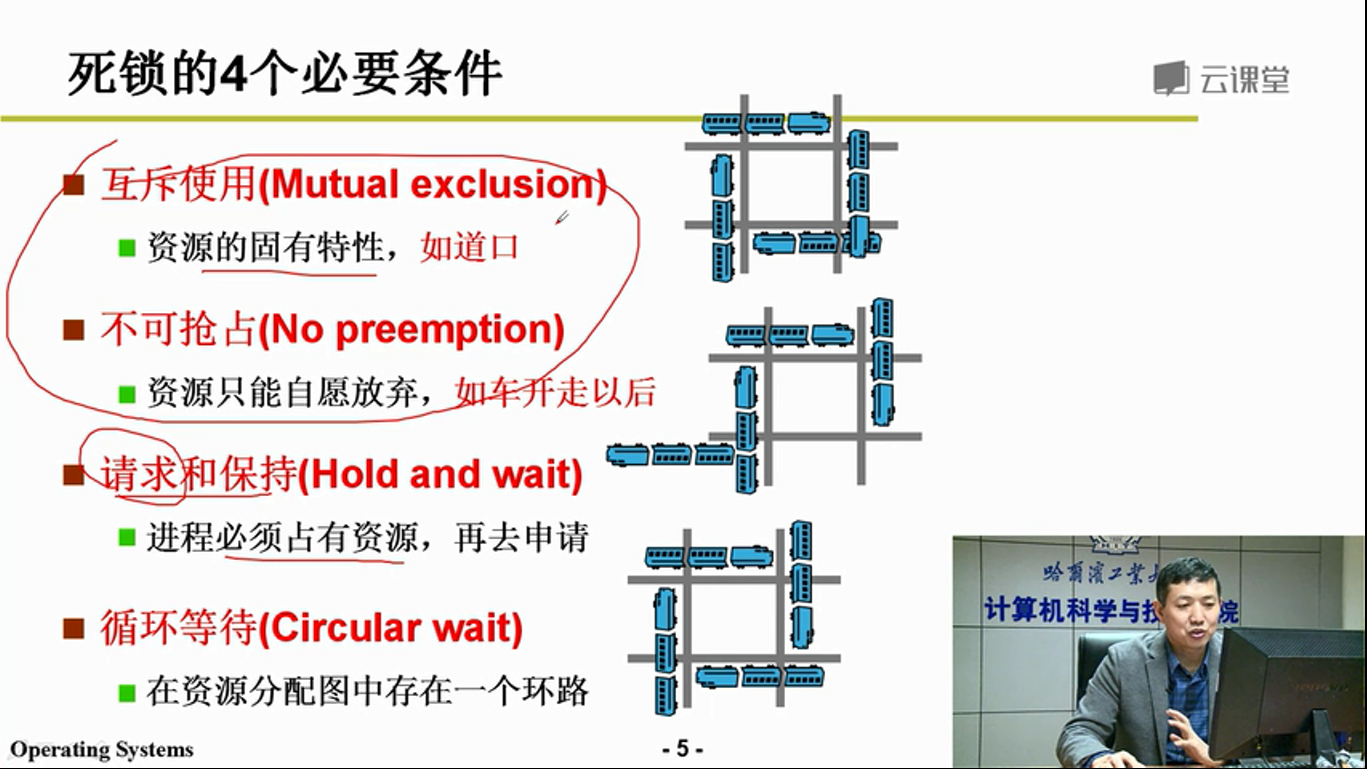 死锁的4个必要条件
云课堂
互斥使用(Mutual exclusion)
资源的固有特性，如道口
不可抢占(No preemption)
资源只能自愿放弃，如车开走以后
请求和保持(Hold and wait)
进程必须占有资源，再去申请
循环等待(Circular wait)
在资源分配图中存在一个环路
哈尔滨工业大
计算机科学与技 院
Operating Systems
- 5 -